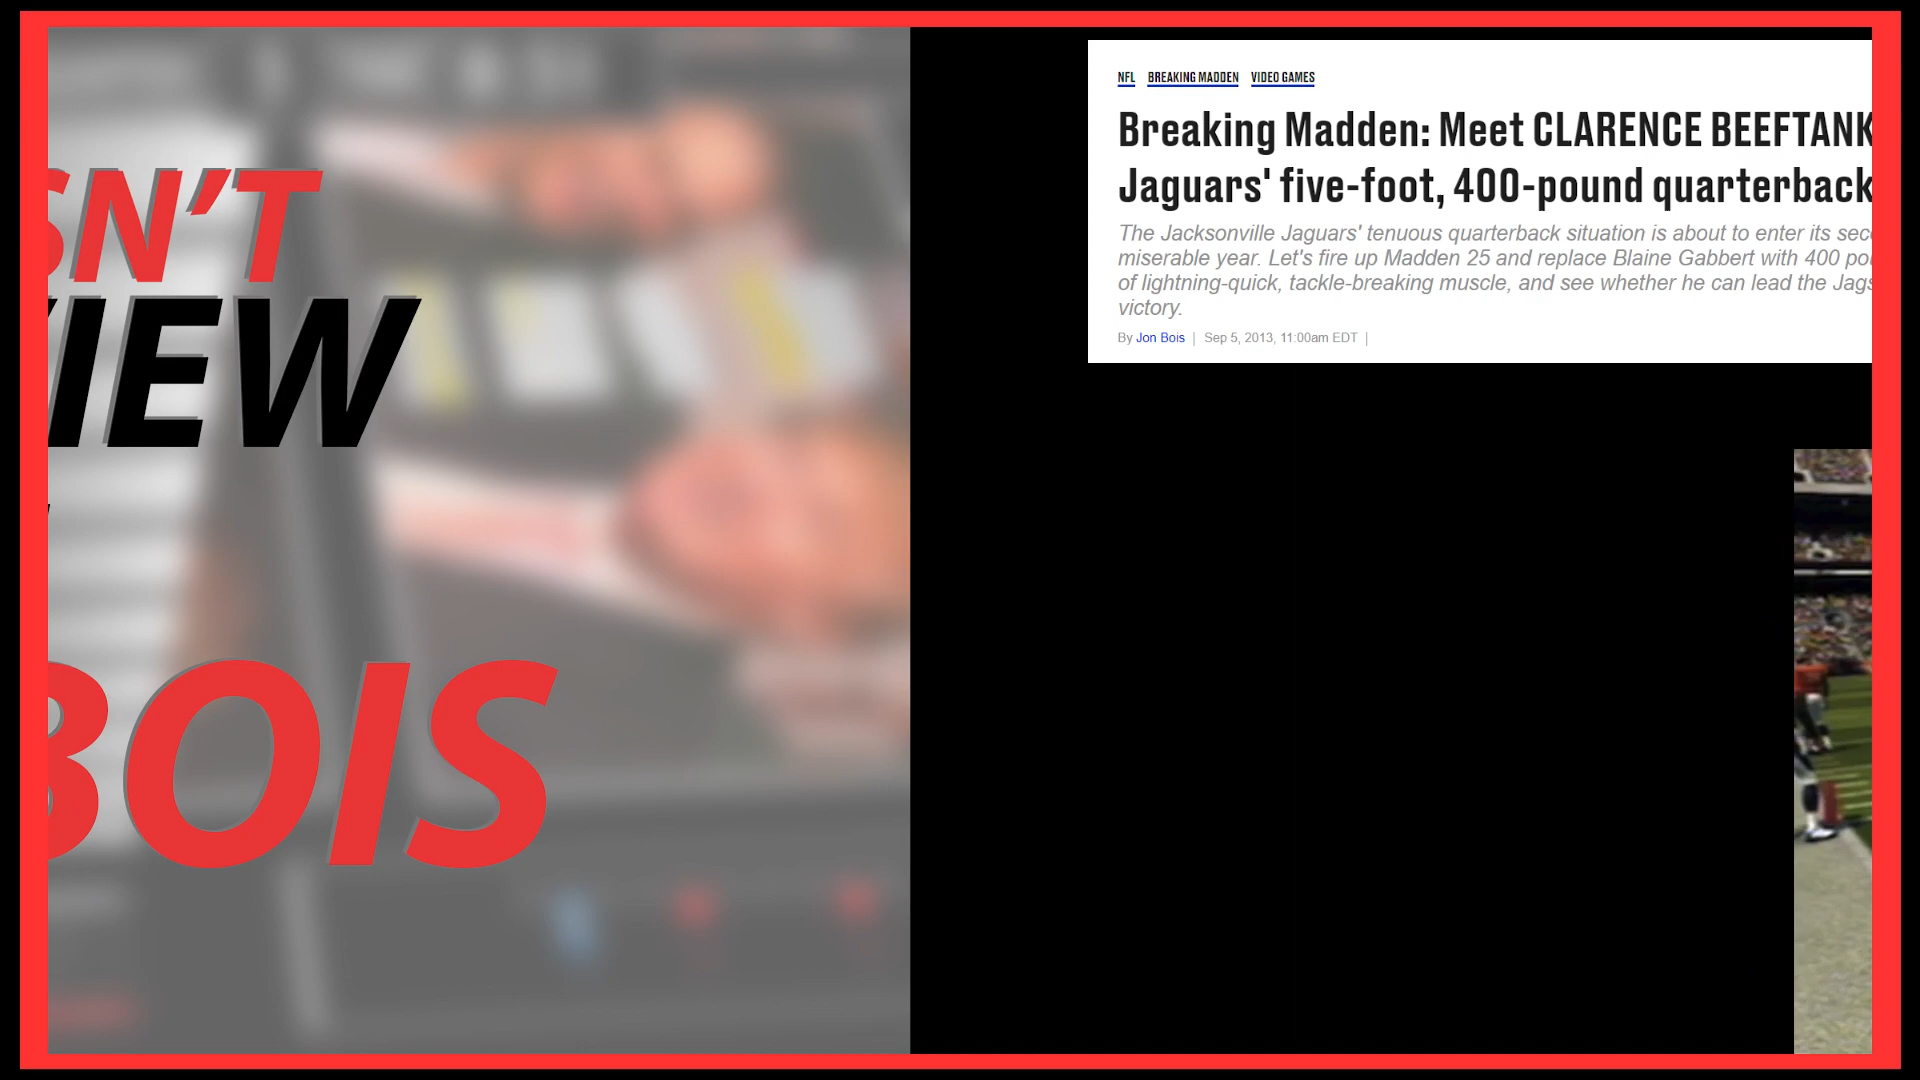 SN'T
IEW
BOIS
NFL BREAKING MADDEN VIDEO GAMES
Breaking Madden: Meet CLARENCE BEEFTANK
Jaguars' five-foot, 400-pound quarterback
The Jacksonville Jaguars' tenuous quarterback situation is about to enter its sec
miserable year. Let's fire up Madden 25 and replace Blaine Gabbert with 400 po
of lightning-quick, tackle-breaking muscle, and see whether he can lead the Jags
victory.
By Jon Bois | Sep 5, 2013, 11:00am EDT |